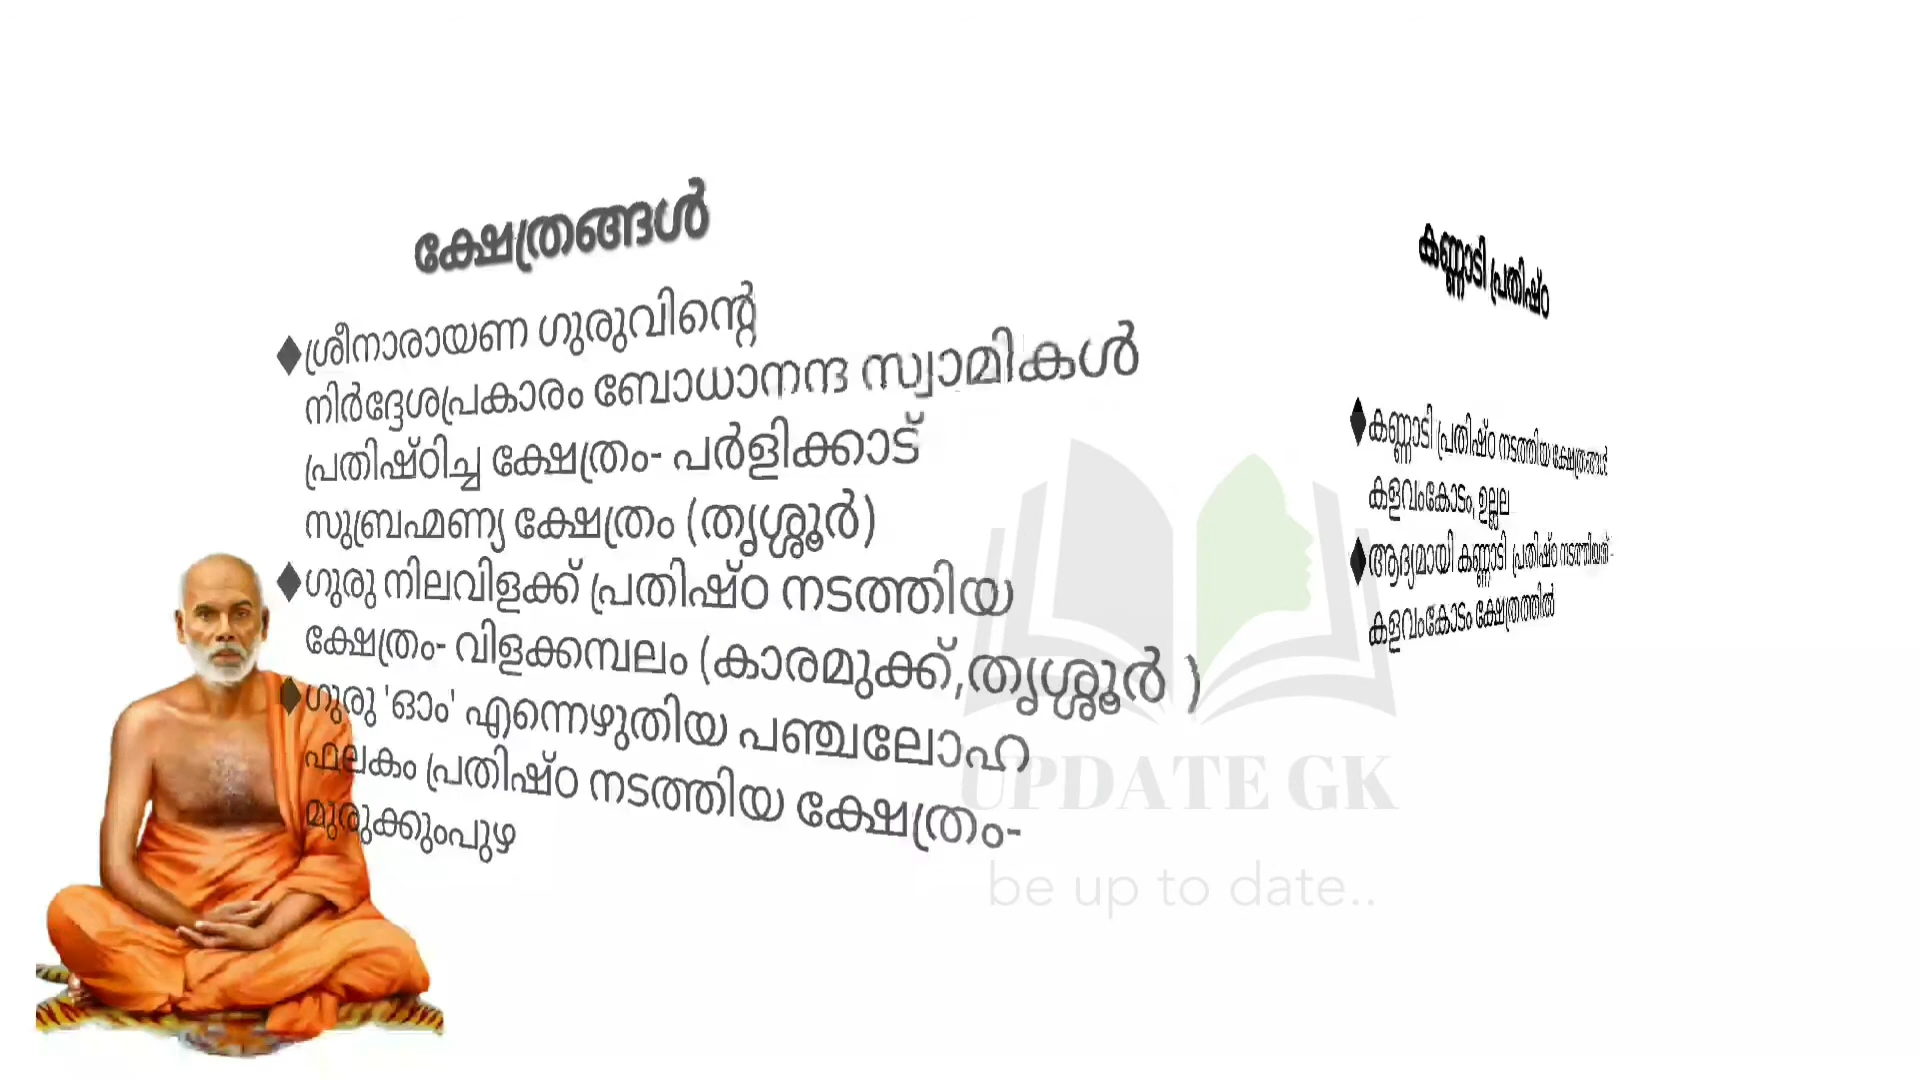 ക്ഷേത്രങ്ങൾ
♦ശ്രീനാരായണ ഗുരുവിന്റെ
നിർദ്ദേശപ്രകാരം ബോധാനന്ദ സ്വാമികൾ
പ്രതിഷ്ഠിച്ച ക്ഷേത്രം- പർളിക്കാട്
സുബ്രഹ്മണ്യ ക്ഷേത്രം (തൃശ്ശൂർ)
♦ഗുരു നിലവിളക്ക് പ്രതിഷ്ഠ നടത്തിയ
ക്ഷേത്രം- വിളക്കമ്പലം (കാരമുക്ക്,തൃശ്ശൂർ )
♦ഗുരു 'ഓം' എന്നെഴുതിയ പഞ്ചലോഹ
ഫലകം പ്രതിഷ്ഠ നടത്തിയ ക്ഷേത്രം-
മുരുക്കുംപുഴ
കണ്ണാടി പ്രതിഷ്ഠ
♦കണ്ണാടി പ്രതിഷ്ഠ നടത്തിയ ക്ഷേത്രങ്ങൾ
കളവംകോടം, ഉല്ലല
♦ആദ്യമായി കണ്ണാടി പ്രതിഷ്ഠ നടത്തിയത് -
കളവംകോടം ക്ഷേത്രത്തിൽ
UPDATE GK
be up to date..